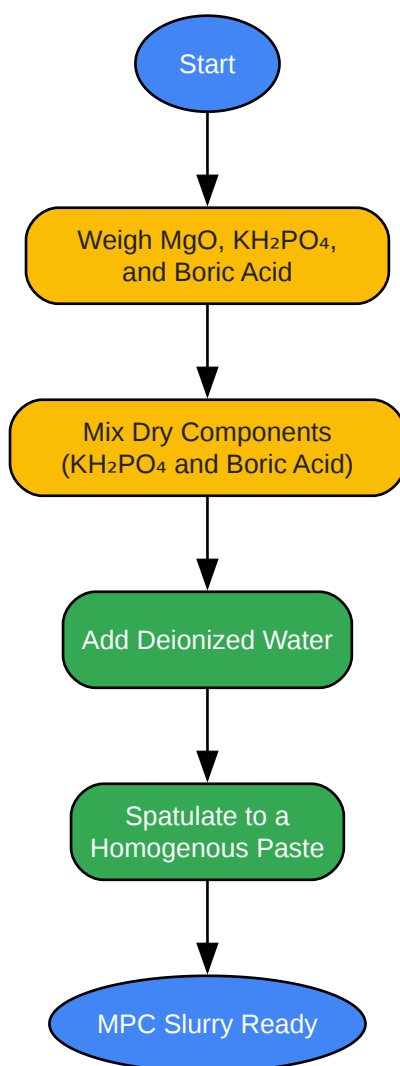 Start
Weigh MgO, KH₂PO₄,
and Boric Acid
Mix Dry Components
(KH₂PO₄ and Boric Acid)
Add Deionized Water
Spatulate to a
Homogenous Paste
MPC Slurry Ready